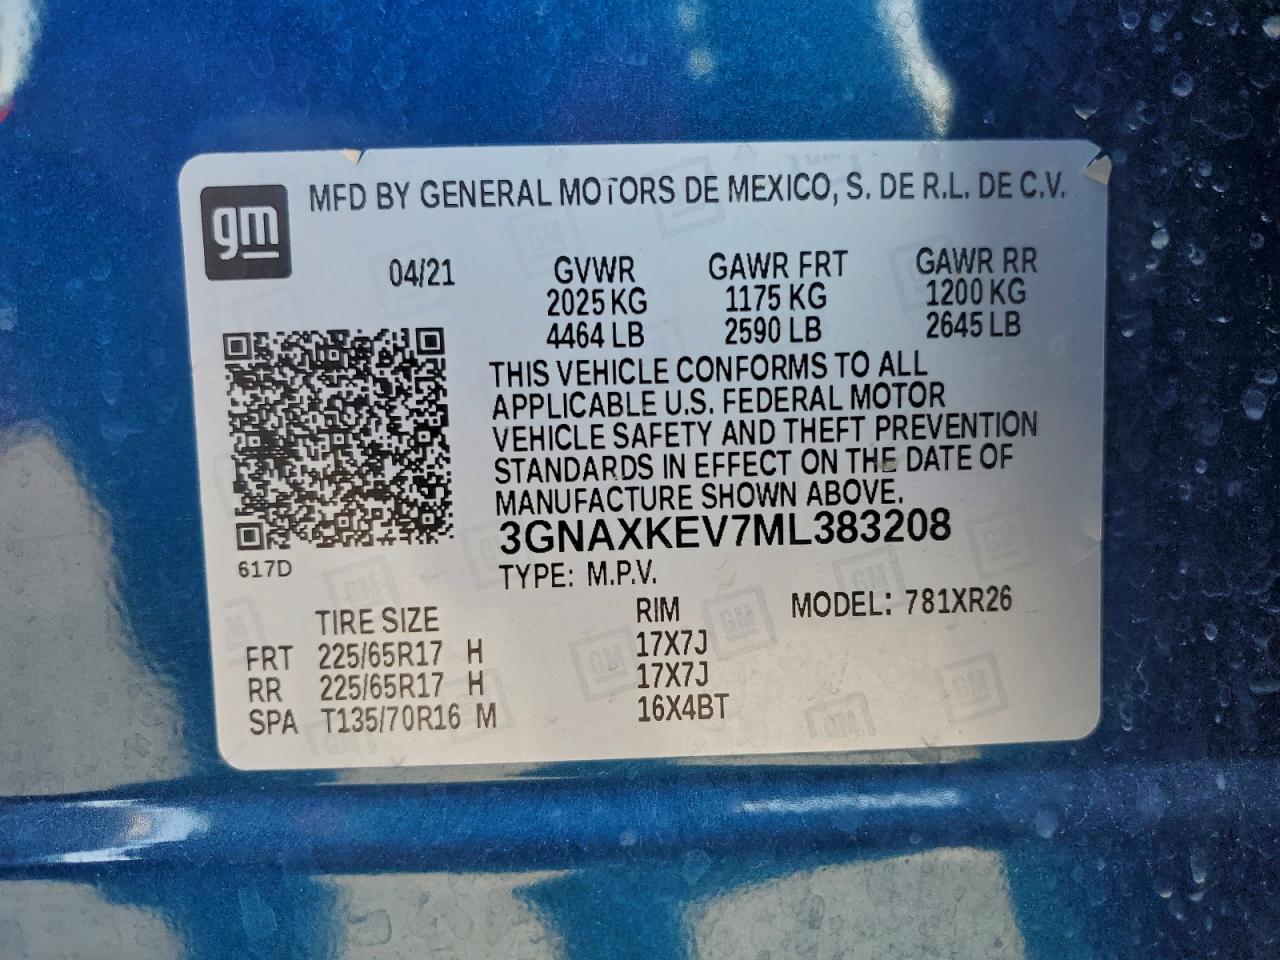 gm
MFD BY GENERAL MOTORS DE MEXICO, S. DE R.L. DE C.V.
04/21
GVWR GAWR FRT GAWR RR
2025 KG 1175 KG 1200 KG
4464 LB 2590 LB 2645 LB
THIS VEHICLE CONFORMS TO ALL
APPLICABLE U.S. FEDERAL MOTOR
VEHICLE SAFETY AND THEFT PREVENTION
STANDARDS IN EFFECT ON THE DATE OF
MANUFACTURE SHOWN ABOVE.
3GNAXKEV7ML383208
617D
TYPE: M.P.V.
TIRE SIZE RIM MODEL: 781XR26
FRT 225/65R17 H 17X7J
RR 225/65R17 H 17X7J
SPA T135/70R16 M 16X4BT